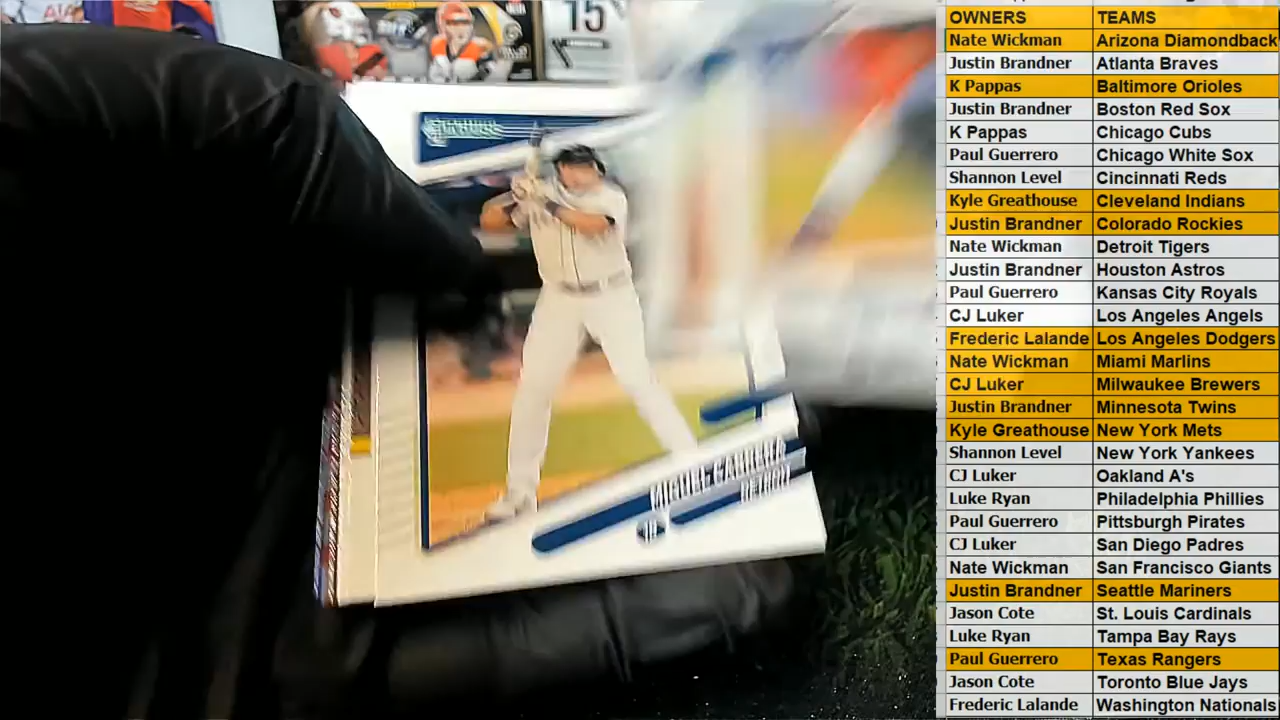 15
MIGUEL CABRERA
DETROIT
1B
OWNERS TEAMS
Nate Wickman Arizona Diamondback
Justin Brandner Atlanta Braves
K Pappas Baltimore Orioles
Justin Brandner Boston Red Sox
K Pappas Chicago Cubs
Paul Guerrero Chicago White Sox
Shannon Level Cincinnati Reds
Kyle Greathouse Cleveland Indians
Justin Brandner Colorado Rockies
Nate Wickman Detroit Tigers
Justin Brandner Houston Astros
Paul Guerrero Kansas City Royals
CJ Luker Los Angeles Angels
Frederic Lalande Los Angeles Dodgers
Nate Wickman Miami Marlins
CJ Luker Milwaukee Brewers
Justin Brandner Minnesota Twins
Kyle Greathouse New York Mets
Shannon Level New York Yankees
CJ Luker Oakland A's
Luke Ryan Philadelphia Phillies
Paul Guerrero Pittsburgh Pirates
CJ Luker San Diego Padres
Nate Wickman San Francisco Giants
Justin Brandner Seattle Mariners
Jason Cote St. Louis Cardinals
Luke Ryan Tampa Bay Rays
Paul Guerrero Texas Rangers
Jason Cote Toronto Blue Jays
Frederic Lalande Washington Nationals